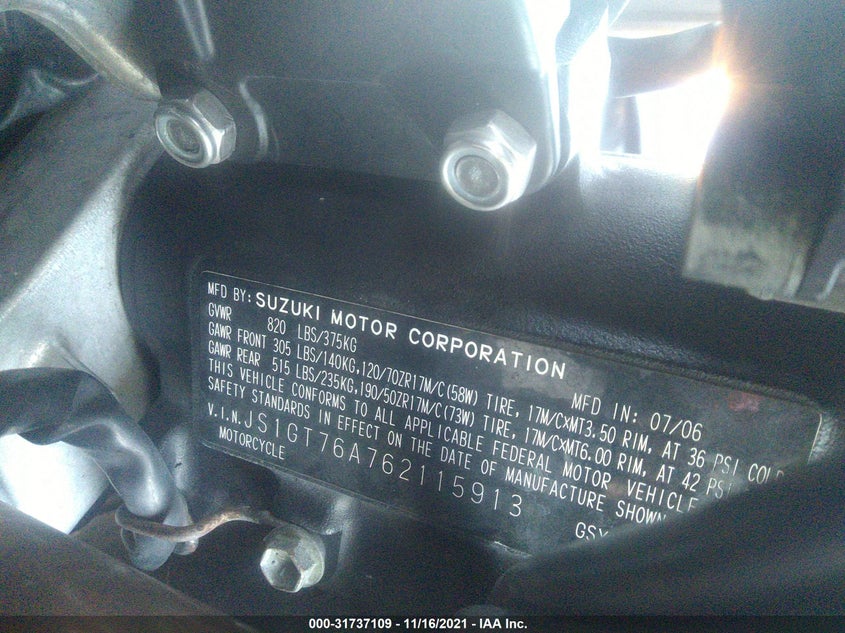 MFD BY: SUZUKI MOTOR CORPORATION
MFD IN: 07/06
GVWR 820 LBS/375KG
GAWR FRONT 305 LBS/140KG,120/70ZR17M/C(58W) TIRE, 17M/C×MT3.50 RIM, AT 36 PSI COLD
GAWR REAR 515 LBS/235KG,190/50ZR17M/C(73W) TIRE, 17M/C×MT6.00 RIM, AT 42 PSI
THIS VEHICLE CONFORMS TO ALL APPLICABLE FEDERAL MOTOR VEHICLE
SAFETY STANDARDS IN EFFECT ON THE DATE OF MANUFACTURE SHOWN
V.I.N.JS1GT76A762115913
MOTORCYCLE
000-31737109 - 11/16/2021 - IAA Inc.